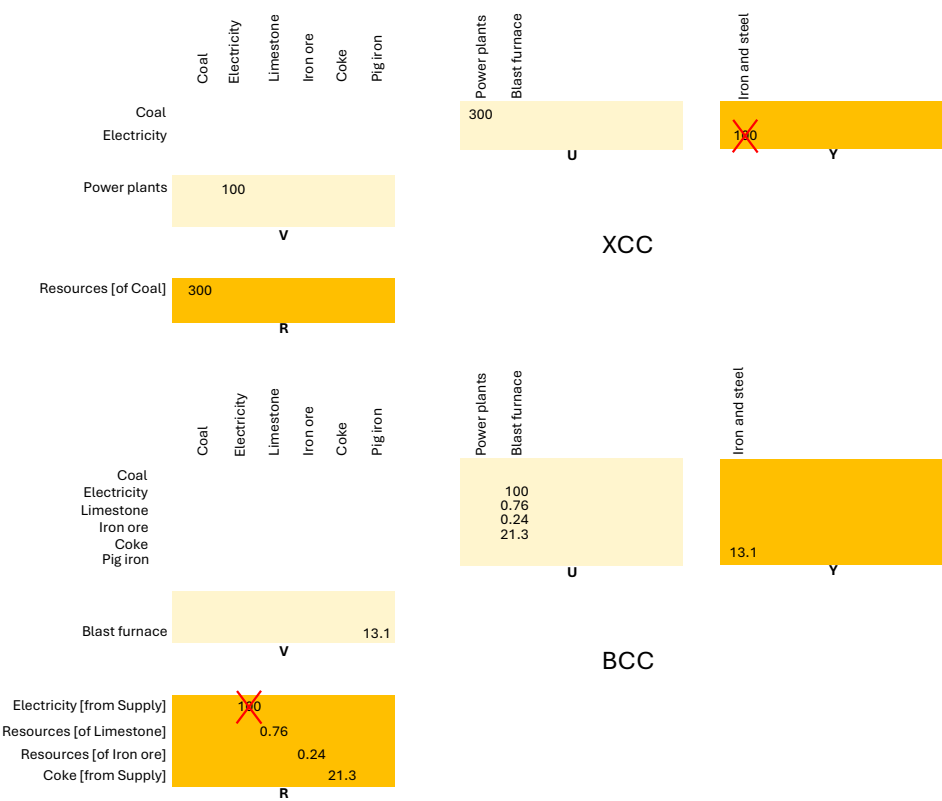 Coal
Electricity
Limestone
Iron ore
Coke
Pig iron
Power plants
Blast furnace
Iron and steel
Coal
300
Electricity
100
U
Y
Power plants
100
V
XCC
Resources [of Coal]
300
R
Coal
Electricity
Limestone
Iron ore
Coke
Pig iron
Power plants
Blast furnace
Iron and steel
Coal
Electricity
100
Limestone
0.76
Iron ore
0.24
Coke
21.3
Pig iron
13.1
U
Y
Blast furnace
13.1
V
BCC
Electricity [from Supply]
100
Resources [of Limestone]
0.76
Resources [of Iron ore]
0.24
Coke [from Supply]
21.3
R